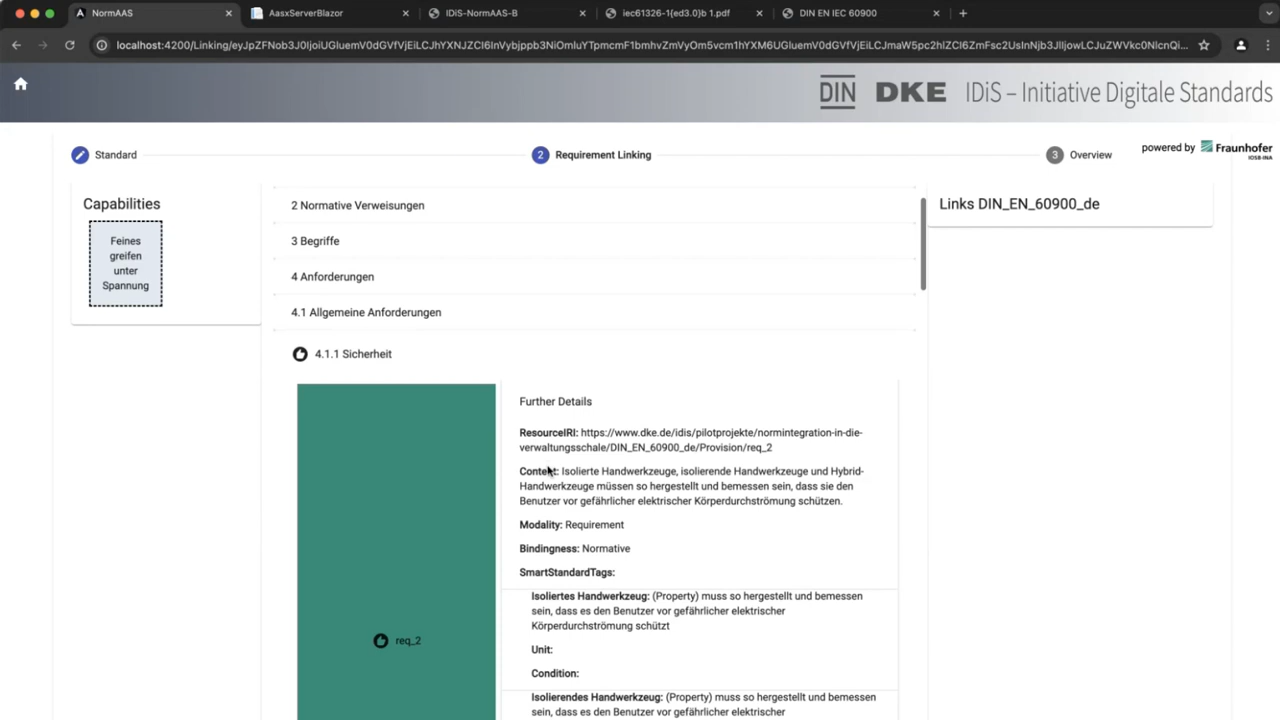 NormAAS
AasxServerBlazor
IDiS-NormAAS-B
iec61326-1{ed3.0}b 1.pdf
DIN EN IEC 60900
DIN DKE IDiS – Initiative Digitale Standards
Standard
2 Requirement Linking
3 Overview
powered by Fraunhofer
IOSB-INA
Capabilities
Feines
greifen
unter
Spannung
2 Normative Verweisungen
3 Begriffe
4 Anforderungen
4.1 Allgemeine Anforderungen
4.1.1 Sicherheit
req_2
Further Details
ResourceIRI: https://www.dke.de/idis/pilotprojekte/normintegration-in-die-
verwaltungsschale/DIN_EN_60900_de/Provision/req_2
Content: Isolierte Handwerkzeuge, isolierende Handwerkzeuge und Hybrid-
Handwerkzeuge müssen so hergestellt und bemessen sein, dass sie den
Benutzer vor gefährlicher elektrischer Körperdurchströmung schützen.
Modality: Requirement
Bindingness: Normative
SmartStandardTags:
Isoliertes Handwerkzeug: (Property) muss so hergestellt und bemessen
sein, dass es den Benutzer vor gefährlicher elektrischer
Körperdurchströmung schützt
Unit:
Condition:
Isolierendes Handwerkzeug: (Property) muss so hergestellt und bemessen
sein, dass es den Benutzer vor gefährlicher elektrischer
Links DIN_EN_60900_de